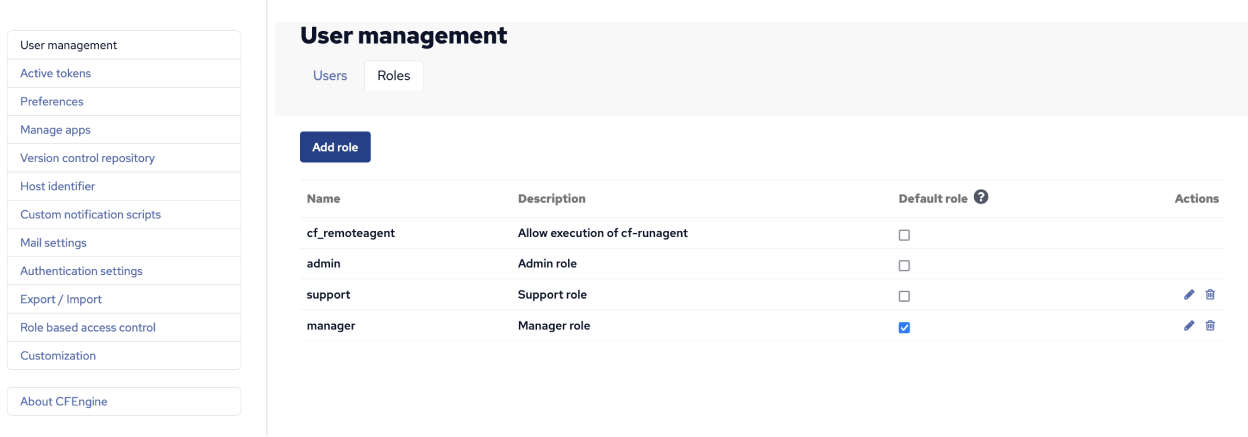 User management
Active tokens
Preferences
Manage apps
Version control repository
Host identifier
Custom notification scripts
Mail settings
Authentication settings
Export / Import
Role based access control
Customization
About CFEngine
User management
Users Roles
Add role
Name Description Default role ? Actions
cf_remoteagent Allow execution of cf-runagent
admin Admin role
support Support role
manager Manager role